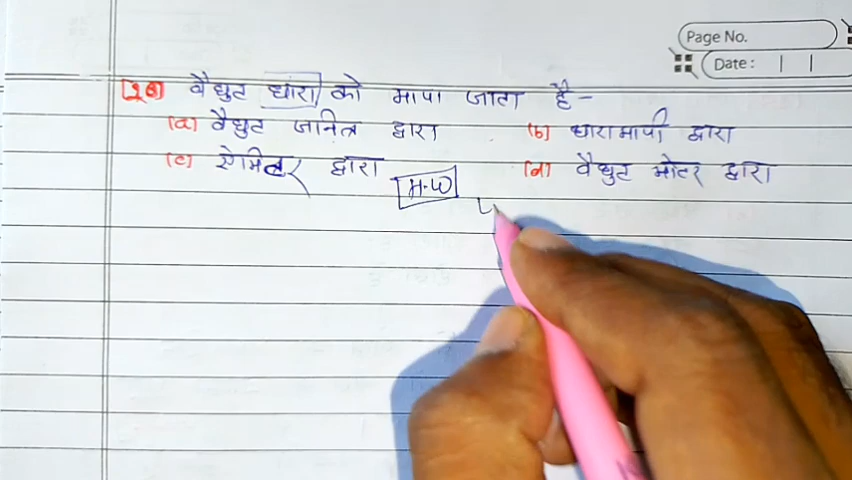 Page No.
Date :
वैधुट धारा को मापा जाता है -
(a) वैधुट जनित्र द्वारा (b) धारामापी द्वारा
(c) ऐमिटर द्वारा (d) वैधुट मोटर द्वारा
H.W